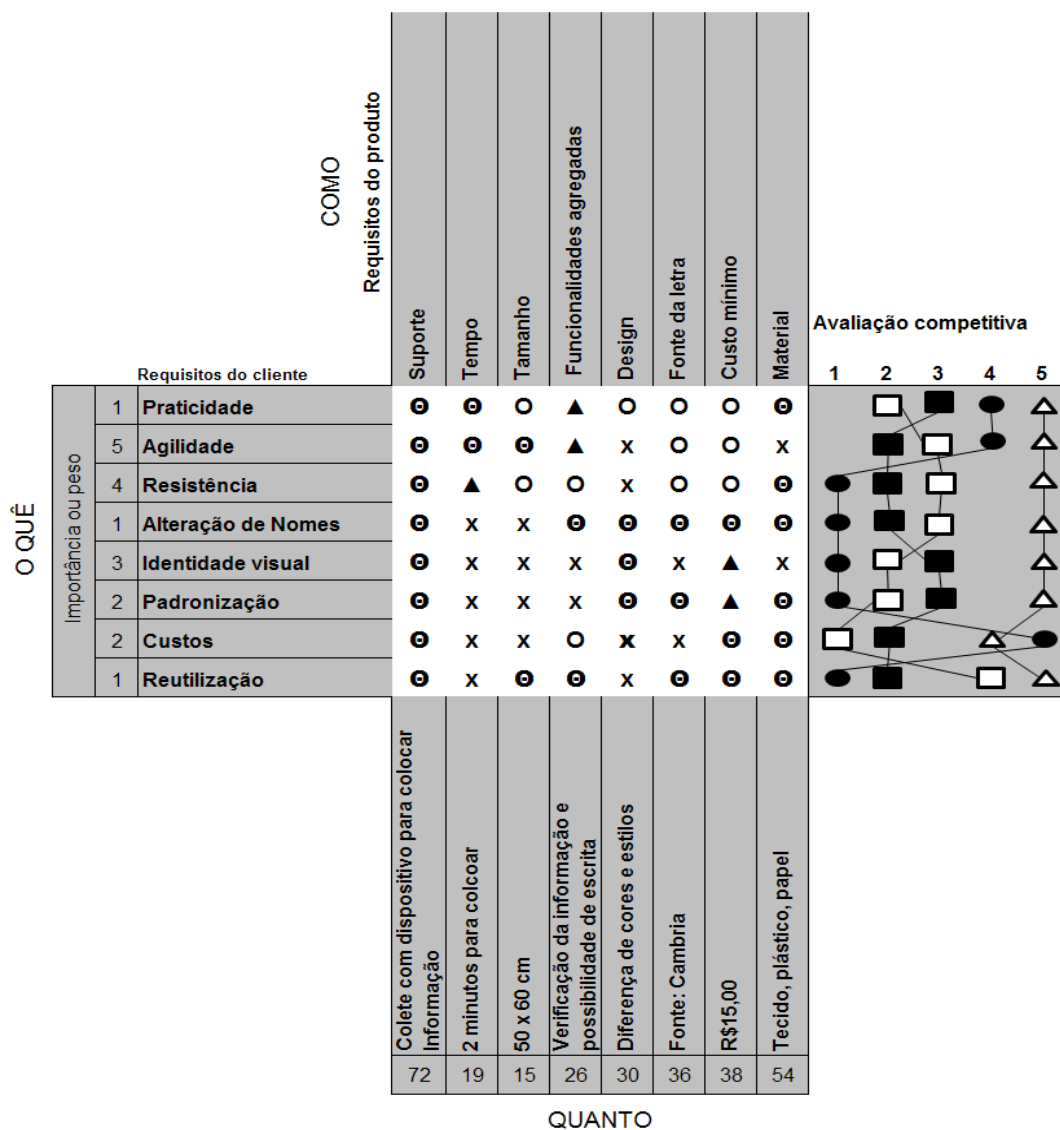 COMO
Requisitos do produto
Suporte
Tempo
Tamanho
Funcionalidades agregadas
Design
Fonte da letra
Custo mínimo
Material
Avaliação competitiva
Requisitos do cliente
1 2 3 4 5
O QUÊ
Importância ou peso
1 Praticidade
5 Agilidade x x
4 Resistência x
1 Alteração de Nomes x x
3 Identidade visual x x x x x
2 Padronização x x x
2 Custos x x x x
1 Reutilização x x
Colete com dispositivo para colocar
Informação
2 minutos para colcoar
50 x 60 cm
Verificação da informação e
possibilidade de escrita
Diferença de cores e estilos
Fonte: Cambria
R$15,00
Tecido, plástico, papel
72 19 15 26 30 36 38 54
QUANTO